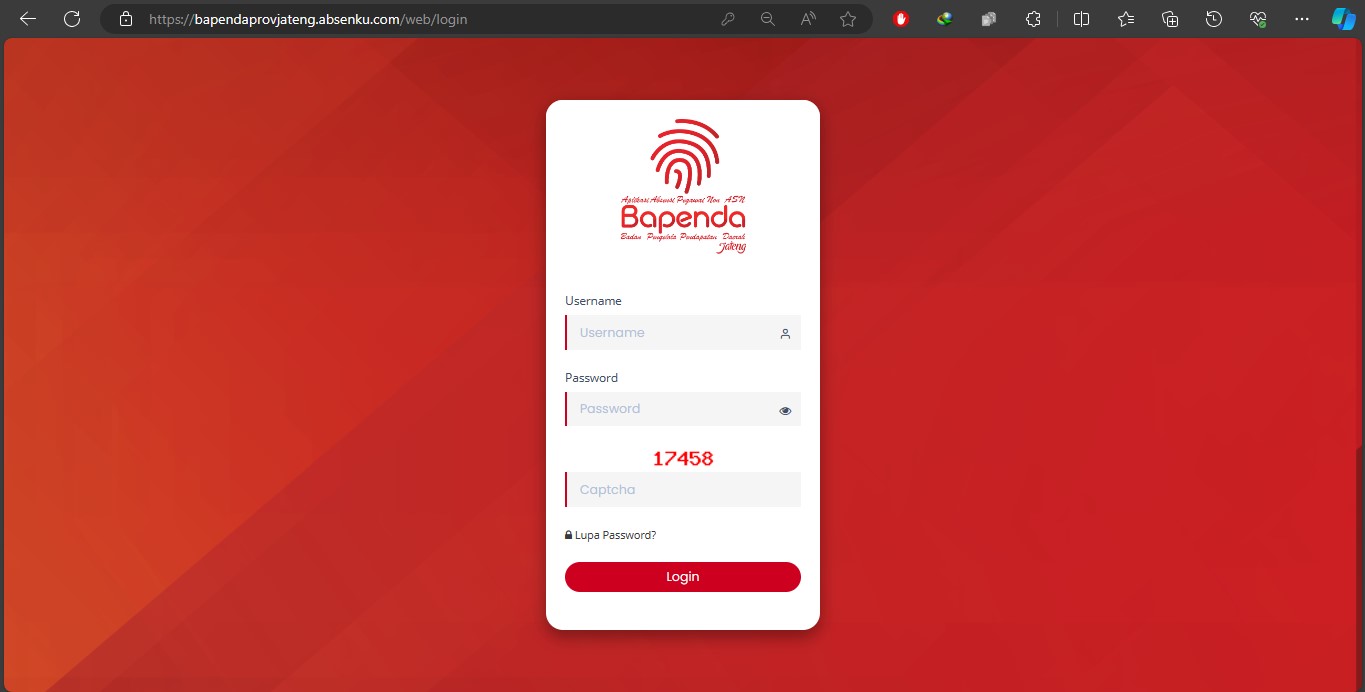 https://bapendaprovjateng.absenku.com/web/login
Aplikasi Absensi Pegawai Non ASN
Bapenda
Badan Pengelola Pendapatan Daerah
Jateng
Username
Username
Password
Password
17458
Captcha
Lupa Password?
Login